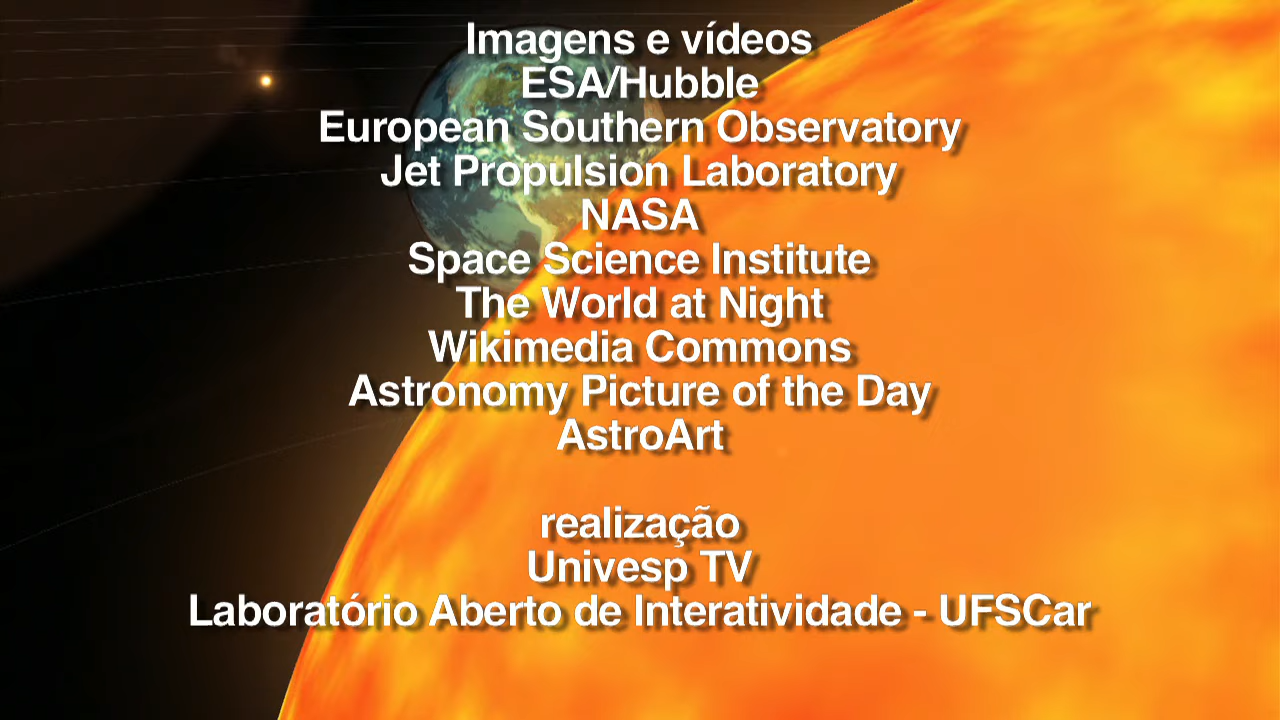 Imagens e vídeos
ESA/Hubble
European Southern Observatory
Jet Propulsion Laboratory
NASA
Space Science Institute
The World at Night
Wikimedia Commons
Astronomy Picture of the Day
AstroArt
realização
Univesp TV
Laboratório Aberto de Interatividade - UFSCar